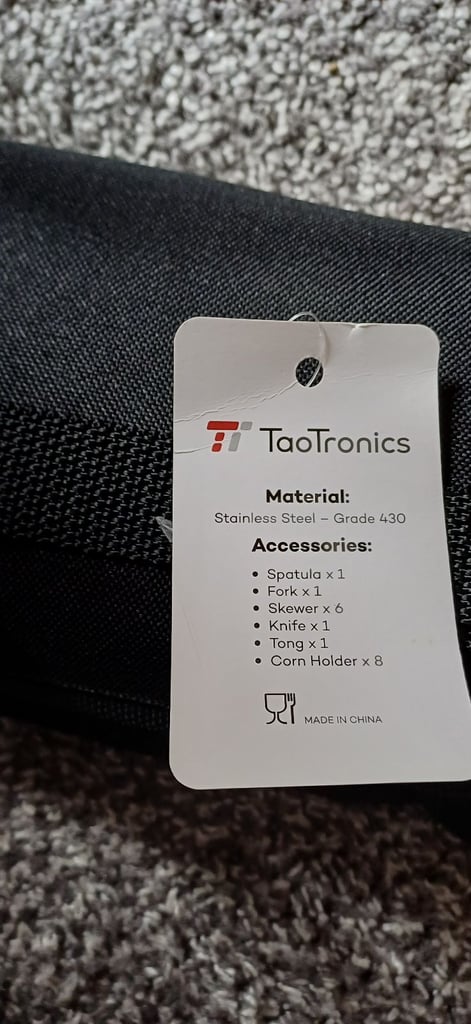 TaoTronics
Material:
Stainless Steel – Grade 430
Accessories:
• Spatula x 1
• Fork x 1
• Skewer x 6
• Knife x 1
• Tong x 1
• Corn Holder x 8
MADE IN CHINA